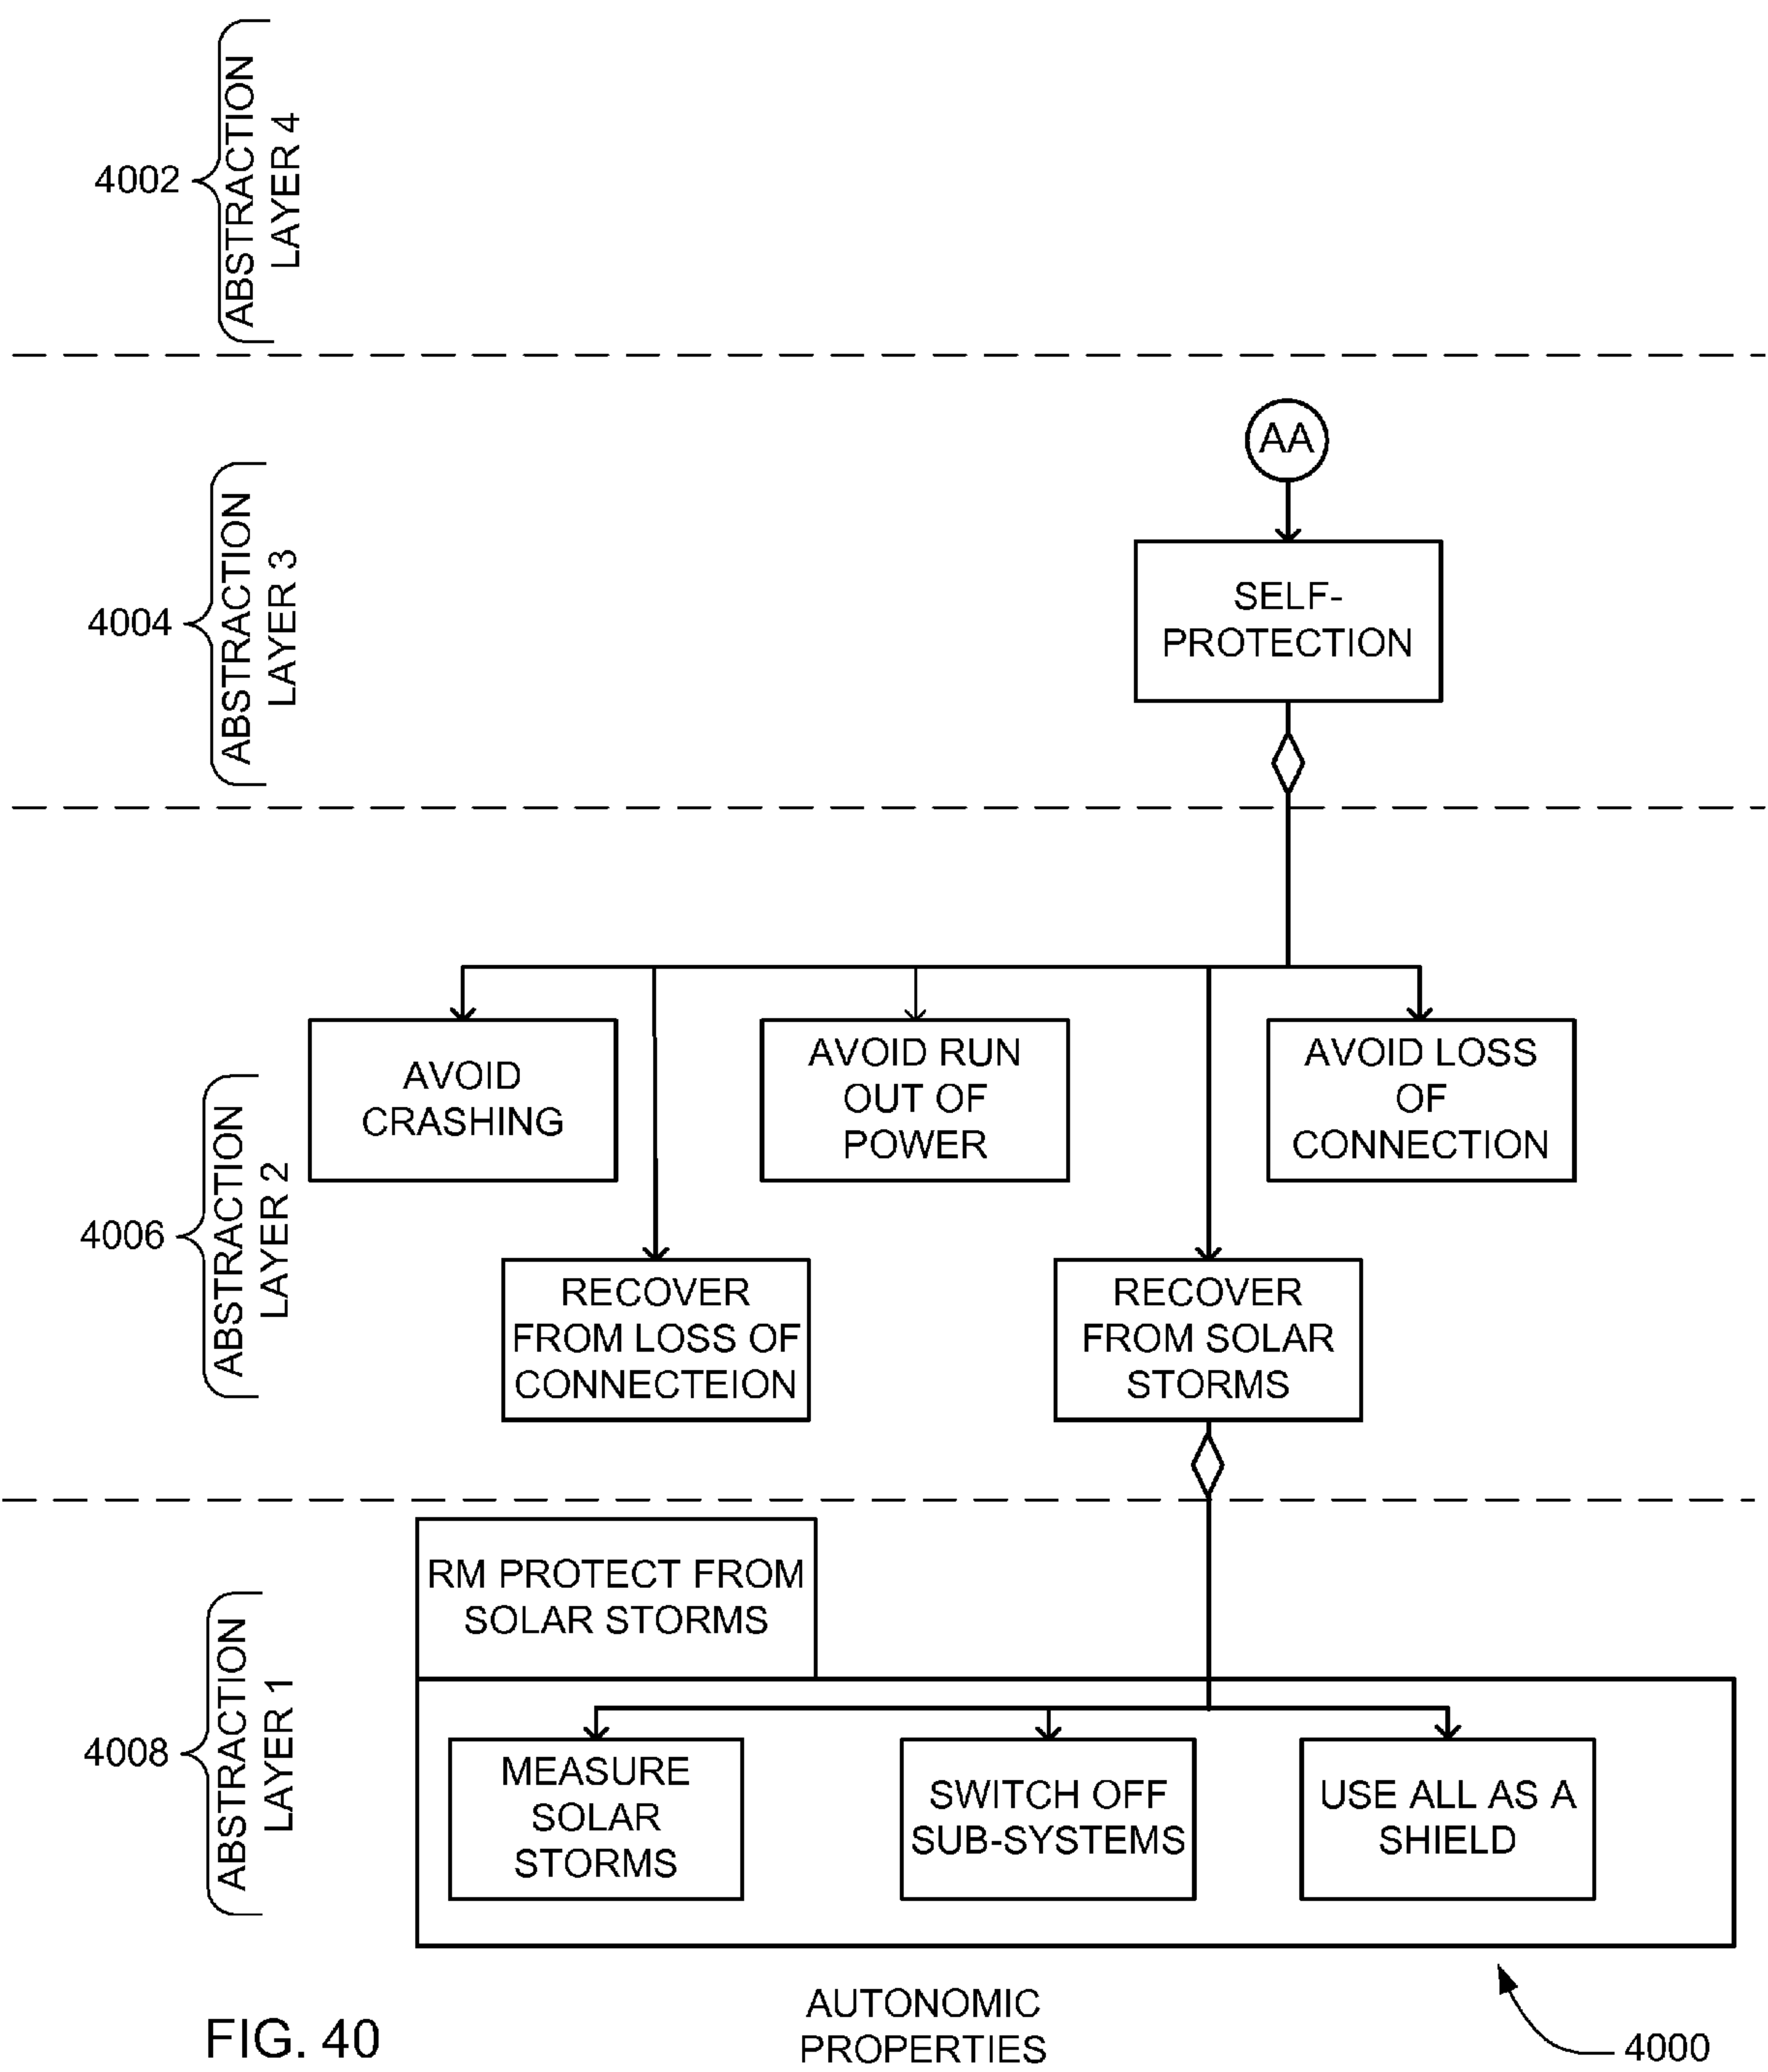 4002
ABSTRACTION
LAYER 4
AA
4004
ABSTRACTION
LAYER 3
SELF-
PROTECTION
4006
ABSTRACTION
LAYER 2
AVOID
CRASHING
AVOID RUN
OUT OF
POWER
AVOID LOSS
OF
CONNECTION
RECOVER
FROM LOSS OF
CONNECTEION
RECOVER
FROM SOLAR
STORMS
4008
ABSTRACTION
LAYER 1
RM PROTECT FROM
SOLAR STORMS
MEASURE
SOLAR
STORMS
SWITCH OFF
SUB-SYSTEMS
USE ALL AS A
SHIELD
AUTONOMIC
PROPERTIES
FIG. 40
4000